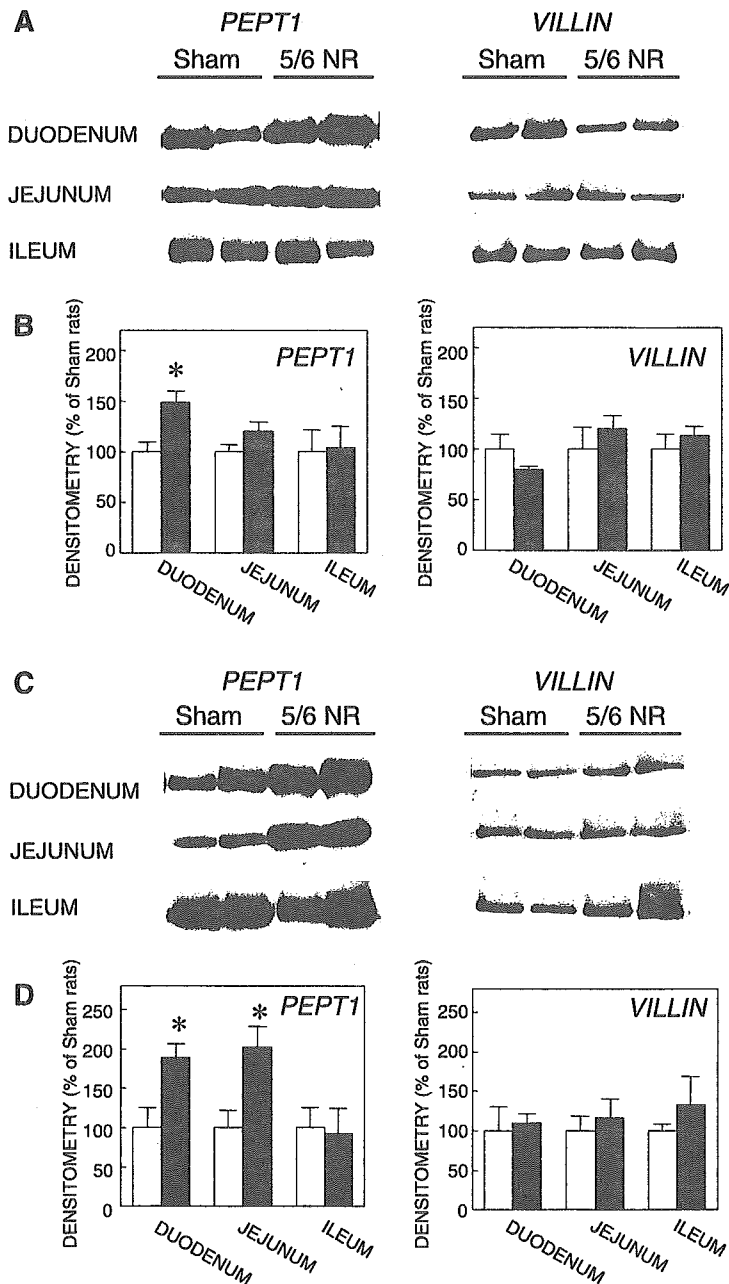 A
PEPT1 VILLIN
Sham 5/6 NR Sham 5/6 NR
DUODENUM
JEJUNUM
ILEUM
B
DENSITOMETRY (% of Sham rats)
200
150
100
50
0
PEPT1
*
DUODENUM
JEJUNUM
ILEUM
DENSITOMETRY (% of Sham rats)
200
150
100
50
0
VILLIN
DUODENUM
JEJUNUM
ILEUM
C
PEPT1 VILLIN
Sham 5/6 NR Sham 5/6 NR
DUODENUM
JEJUNUM
ILEUM
D
DENSITOMETRY (% of Sham rats)
250
200
150
100
50
0
PEPT1
* *
DUODENUM
JEJUNUM
ILEUM
DENSITOMETRY (% of Sham rats)
250
200
150
100
50
0
VILLIN
DUODENUM
JEJUNUM
ILEUM